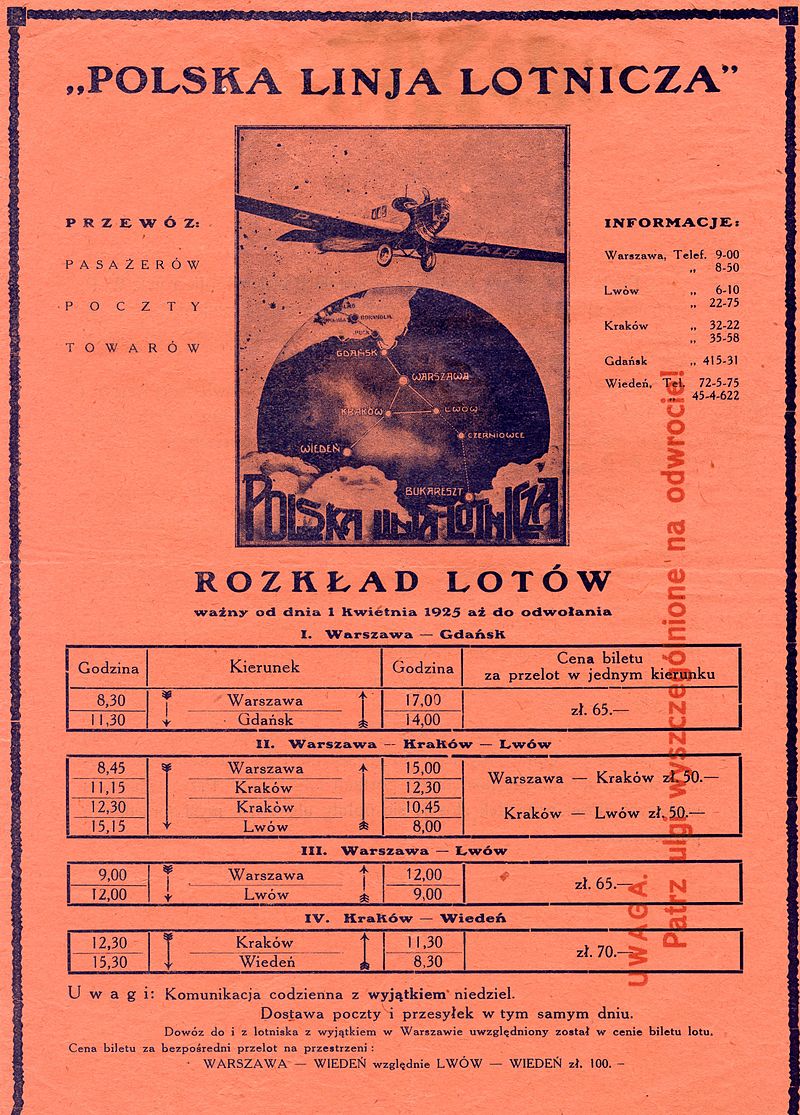 „POLSKA LINJA LOTNICZA”
PRZEWÓZ:
PASAŻERÓW
POCZTY
TOWARÓW
GDAŃSK
WARSZAWA
KRAKÓW
LWÓW
CZERNIOWCE
WIEDEŃ
BUKARESZT
POLSKA LINJA LOTNICZA
INFORMACJE:
Warszawa, Telef. 9-00
„ 8-50
Lwów „ 6-10
„ 22-75
Kraków „ 32-22
„ 35-58
Gdańsk „ 415-31
Wiedeń, Tel. 72-5-75
„ 45-4-622
ROZKŁAD LOTÓW
ważny od dnia 1 kwietnia 1925 aż do odwołania
I. Warszawa — Gdańsk
Godzina Kierunek Godzina Cena biletu
za przelot w jednym kierunku
8,30 Warszawa 17,00 zł. 65.—
11,30 Gdańsk 14,00
II. Warszawa — Kraków — Lwów
8,45 Warszawa 15,00 Warszawa — Kraków zł. 50.—
11,15 Kraków 12,30
12,30 Kraków 10,45 Kraków — Lwów zł. 50.—
15,15 Lwów 8,00
III. Warszawa — Lwów
9,00 Warszawa 12,00 zł. 65.—
12,00 Lwów 9,00
IV. Kraków — Wiedeń
12,30 Kraków 11,30 zł. 70.—
15,30 Wiedeń 8,30
Uwagi: Komunikacja codzienna z wyjątkiem niedziel.
Dostawa poczty i przesyłek w tym samym dniu.
Dowóz do i z lotniska z wyjątkiem w Warszawie uwzględniony został w cenie biletu lotu.
Cena biletu za bezpośredni przelot na przestrzeni:
WARSZAWA — WIEDEŃ względnie LWÓW — WIEDEŃ zł. 100. –
UWAGA.
Patrz ulgi wyszczególnione na odwrocie!